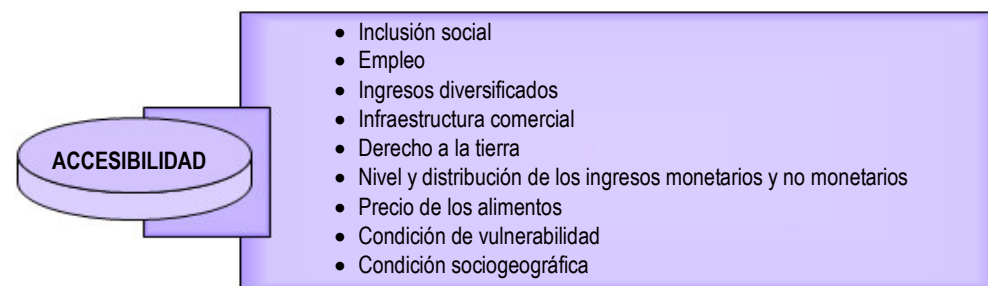 ACCESIBILIDAD
• Inclusión social
• Empleo
• Ingresos diversificados
• Infraestructura comercial
• Derecho a la tierra
• Nivel y distribución de los ingresos monetarios y no monetarios
• Precio de los alimentos
• Condición de vulnerabilidad
• Condición sociogeográfica